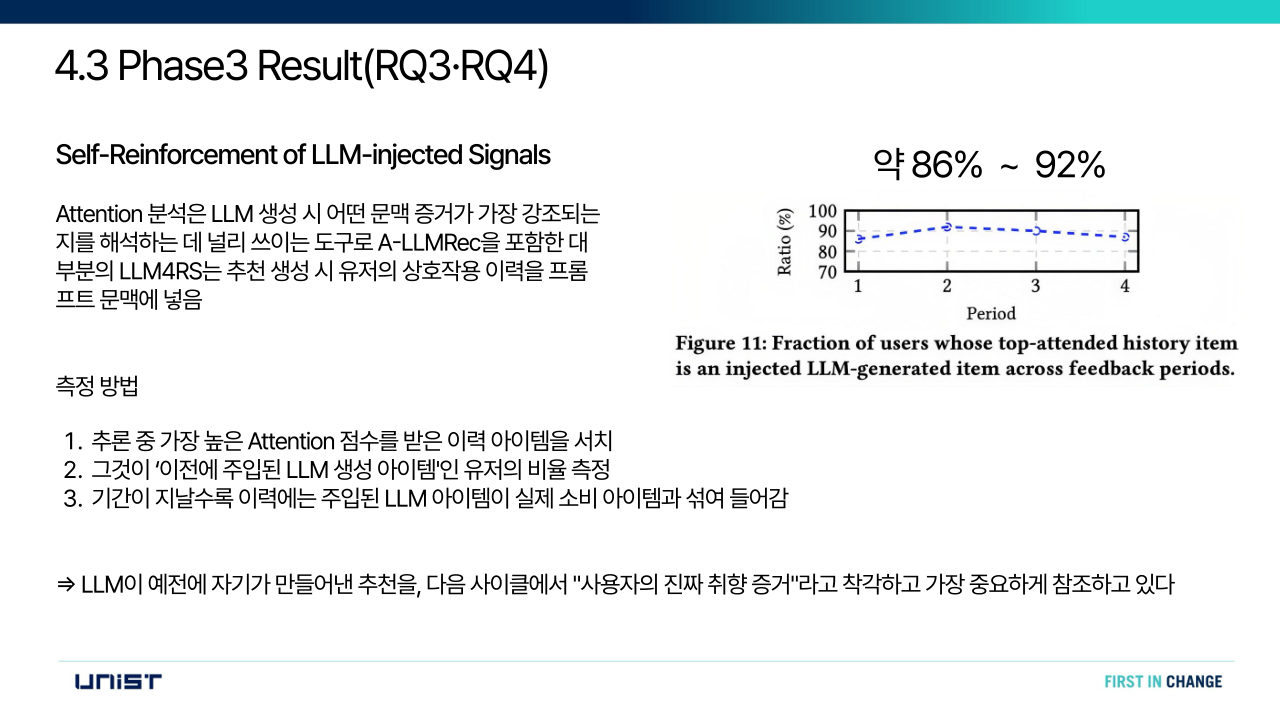 4.3 Phase3 Result(RQ3·RQ4)
Self-Reinforcement of LLM-injected Signals
Attention 분석은 LLM 생성 시 어떤 문맥 증거가 가장 강조되는
지를 해석하는 데 널리 쓰이는 도구로 A-LLMRec을 포함한 대
부분의 LLM4RS는 추천 생성 시 유저의 상호작용 이력을 프롬
프트 문맥에 넣음
약 86% ~ 92%
Ratio (%)
100
90
80
70
1 2 3 4
Period
Figure 11: Fraction of users whose top-attended history item
is an injected LLM-generated item across feedback periods.
측정 방법
1. 추론 중 가장 높은 Attention 점수를 받은 이력 아이템을 서치
2. 그것이 ‘이전에 주입된 LLM 생성 아이템'인 유저의 비율 측정
3. 기간이 지날수록 이력에는 주입된 LLM 아이템이 실제 소비 아이템과 섞여 들어감
⇒ LLM이 예전에 자기가 만들어낸 추천을, 다음 사이클에서 "사용자의 진짜 취향 증거"라고 착각하고 가장 중요하게 참조하고 있다
UNIST
FIRST IN CHANGE